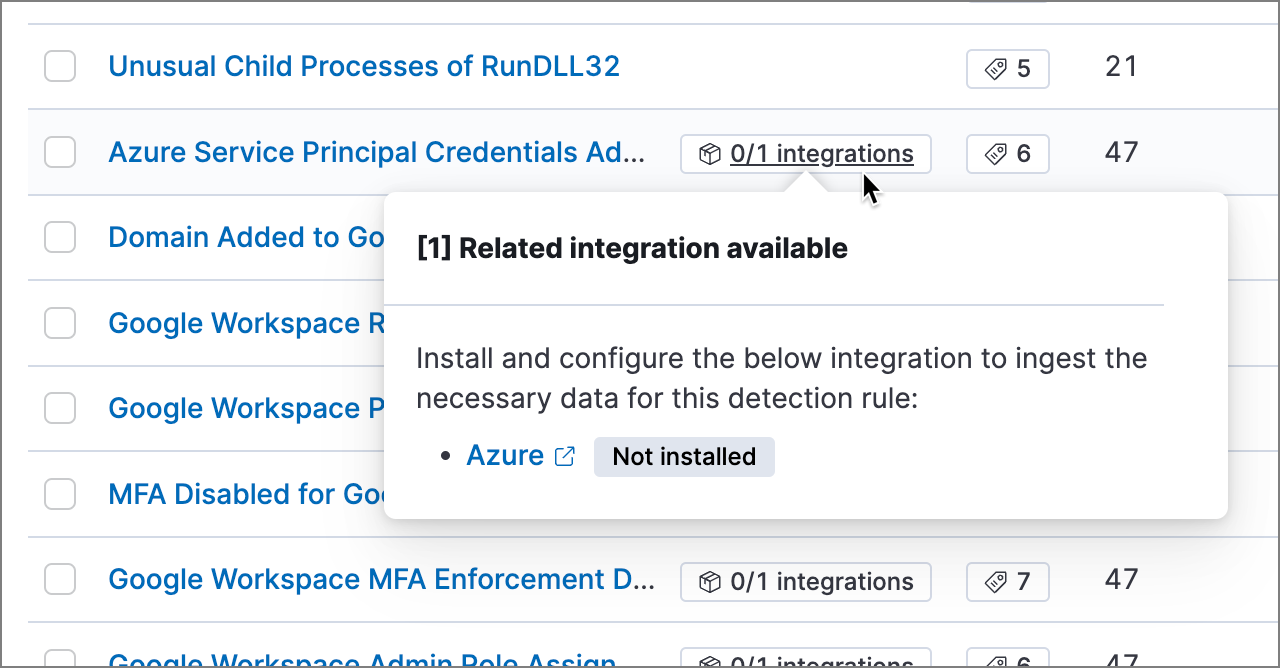 Unusual Child Processes of RunDLL32 5 21
Azure Service Principal Credentials Ad... 0/1 integrations 6 47
Domain Added to Go
[1] Related integration available
Google Workspace R
Install and configure the below integration to ingest the
necessary data for this detection rule:
Google Workspace P
• Azure Not installed
MFA Disabled for Goo
Google Workspace MFA Enforcement D... 0/1 integrations 7 47
Google Workspace Admin Role Assign 0/1 integrations 6 47